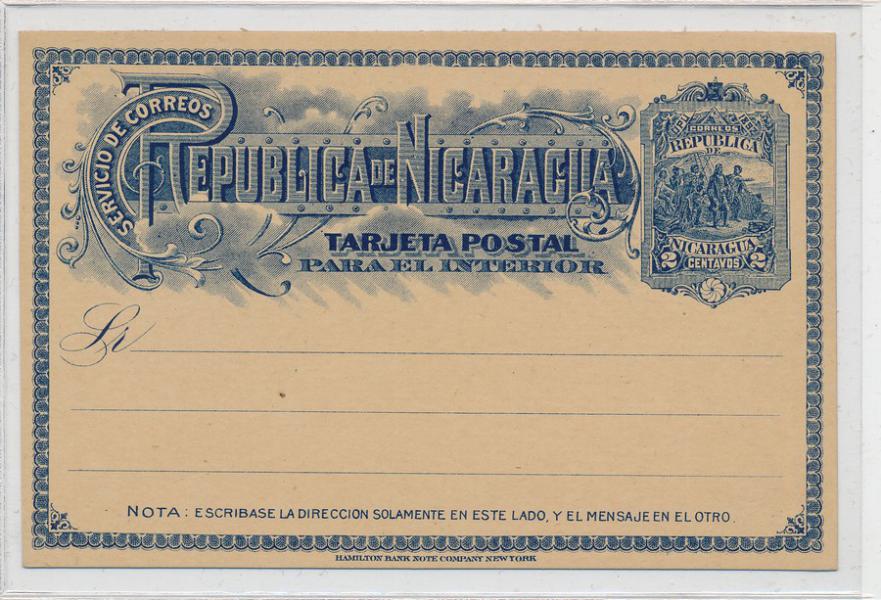 SERVICIO DE CORREOS
REPUBLICA DE NICARAGUA
TARJETA POSTAL
PARA EL INTERIOR
CORREOS
REPUBLICA
DE
NICARAGUA
2 CENTAVOS 2
Sr
NOTA: ESCRIBASE LA DIRECCION SOLAMENTE EN ESTE LADO, Y EL MENSAJE EN EL OTRO.
HAMILTON BANK NOTE COMPANY NEW YORK